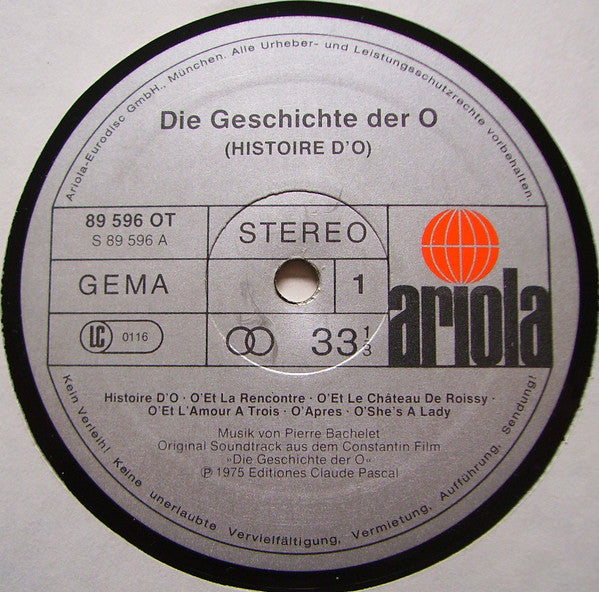 Ariola-Eurodisc GmbH., München. Alle Urheber- und Leistungsschutzrechte vorbehalten.
Die Geschichte der O
(HISTOIRE D'O)
89 596 OT
S 89 596 A
STEREO
GEMA
1
ariola
LC 0116
33 1/3
Histoire D'O · O'Et La Rencontre · O'Et Le Château De Roissy ·
O'Et L'Amour A Trois · O'Apres · O'She's A Lady
Musik von Pierre Bachelet
Original Soundtrack aus dem Constantin Film
»Die Geschichte der O«
℗ 1975 Editiones Claude Pascal
Kein Verleih! Keine unerlaubte Vervielfältigung, Vermietung, Aufführung, Sendung!